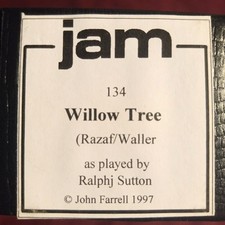 jam
134
Willow Tree
(Razaf/Waller
as played by
Ralphj Sutton
© John Farrell 1997